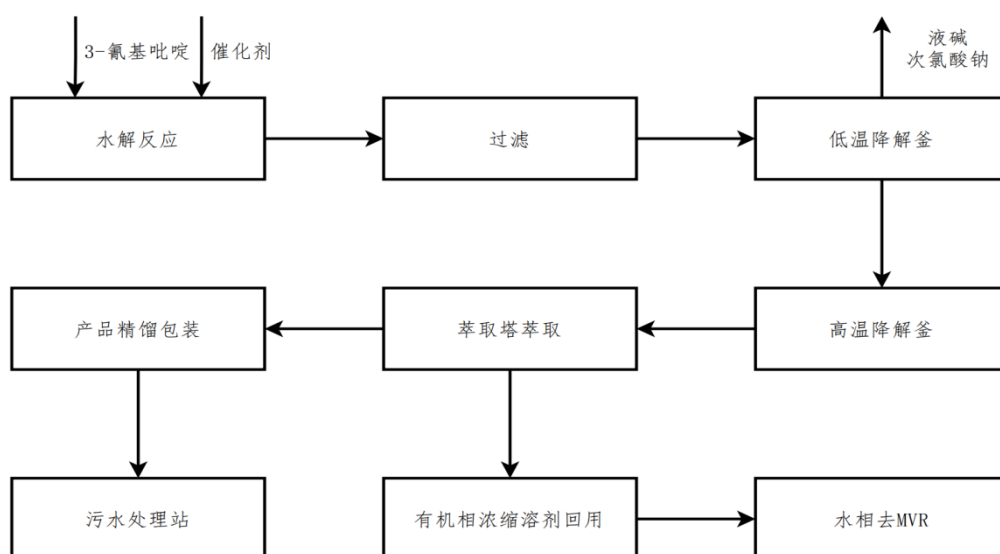 3-氰基吡啶
催化剂
液碱
次氯酸钠
水解反应
过滤
低温降解釜
产品精馏包装
萃取塔萃取
高温降解釜
污水处理站
有机相浓缩溶剂回用
水相去MVR